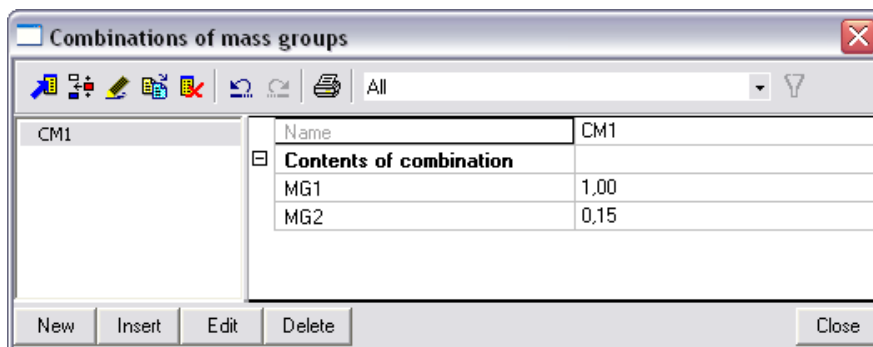 Combinations of mass groups
All
CM1
Name CM1
Contents of combination
MG1 1,00
MG2 0,15
New Insert Edit Delete Close